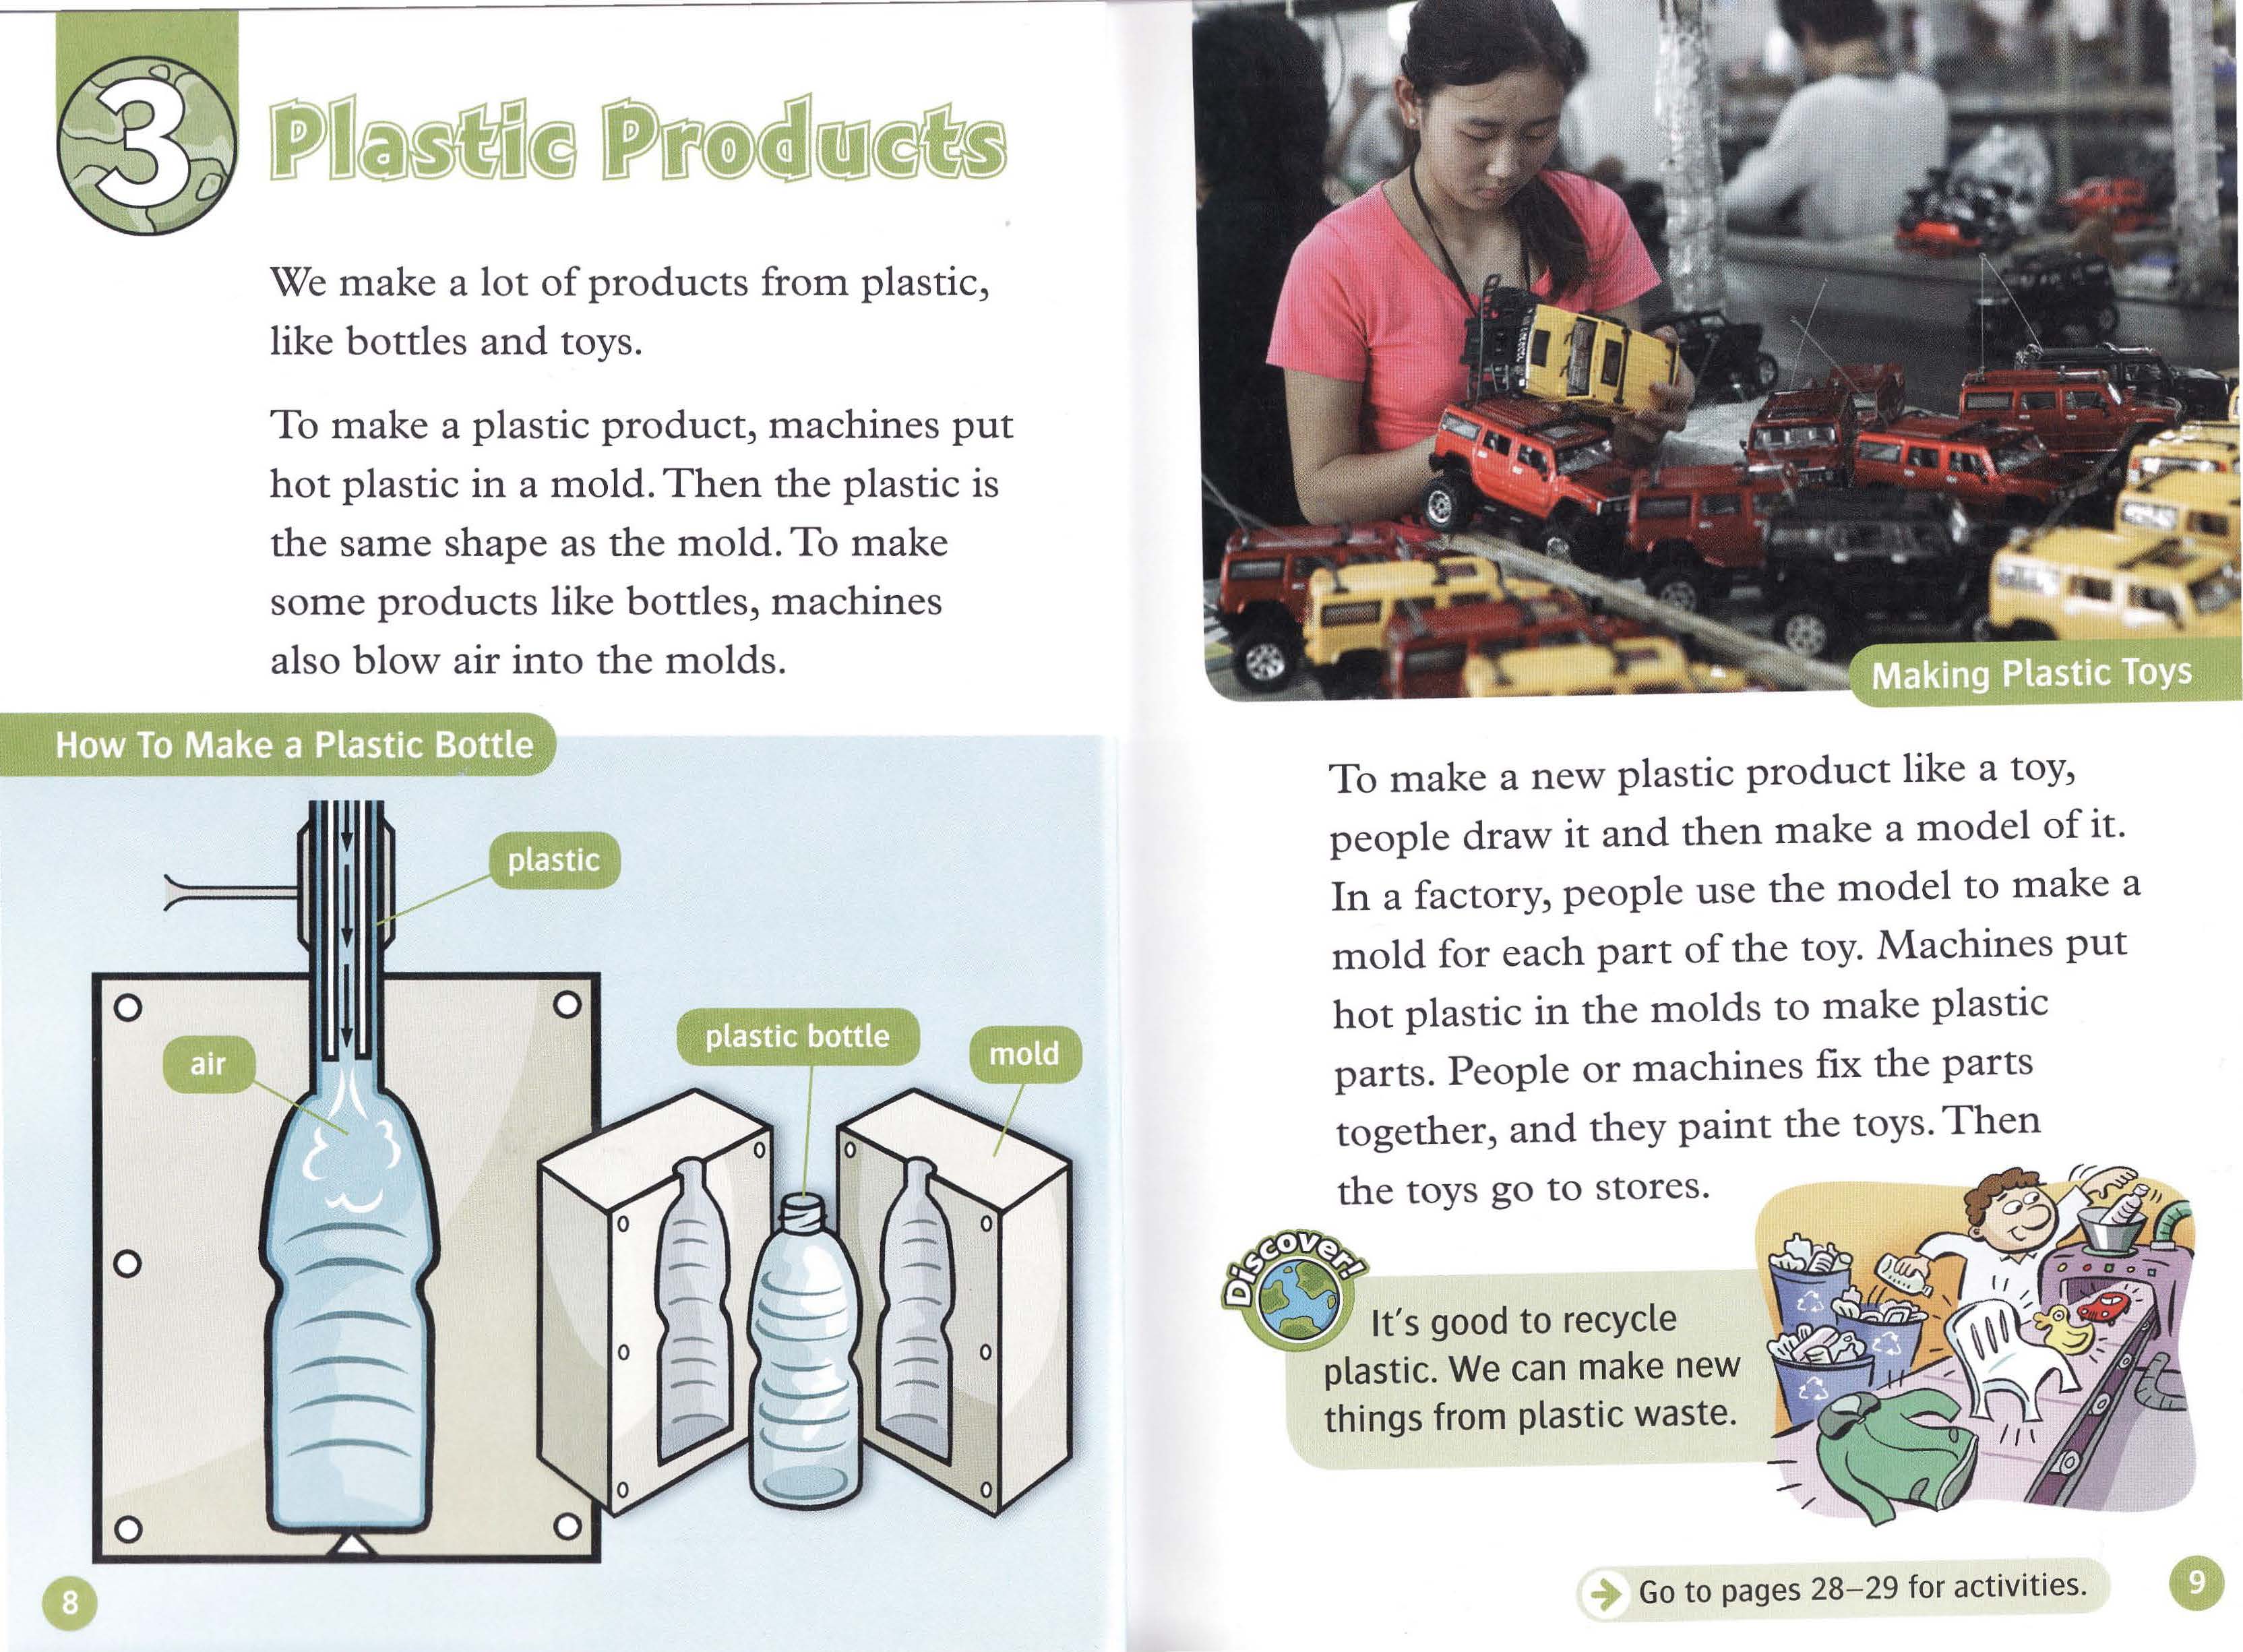 3
Plastic Products
We make a lot of products from plastic,
like bottles and toys.
To make a plastic product, machines put
hot plastic in a mold. Then the plastic is
the same shape as the mold. To make
some products like bottles, machines
also blow air into the molds.
How To Make a Plastic Bottle
plastic
air
plastic bottle
mold
8
Making Plastic Toys
To make a new plastic product like a toy,
people draw it and then make a model of it.
In a factory, people use the model to make a
mold for each part of the toy. Machines put
hot plastic in the molds to make plastic
parts. People or machines fix the parts
together, and they paint the toys. Then
the toys go to stores.
Discover!
It's good to recycle
plastic. We can make new
things from plastic waste.
Go to pages 28–29 for activities.
9